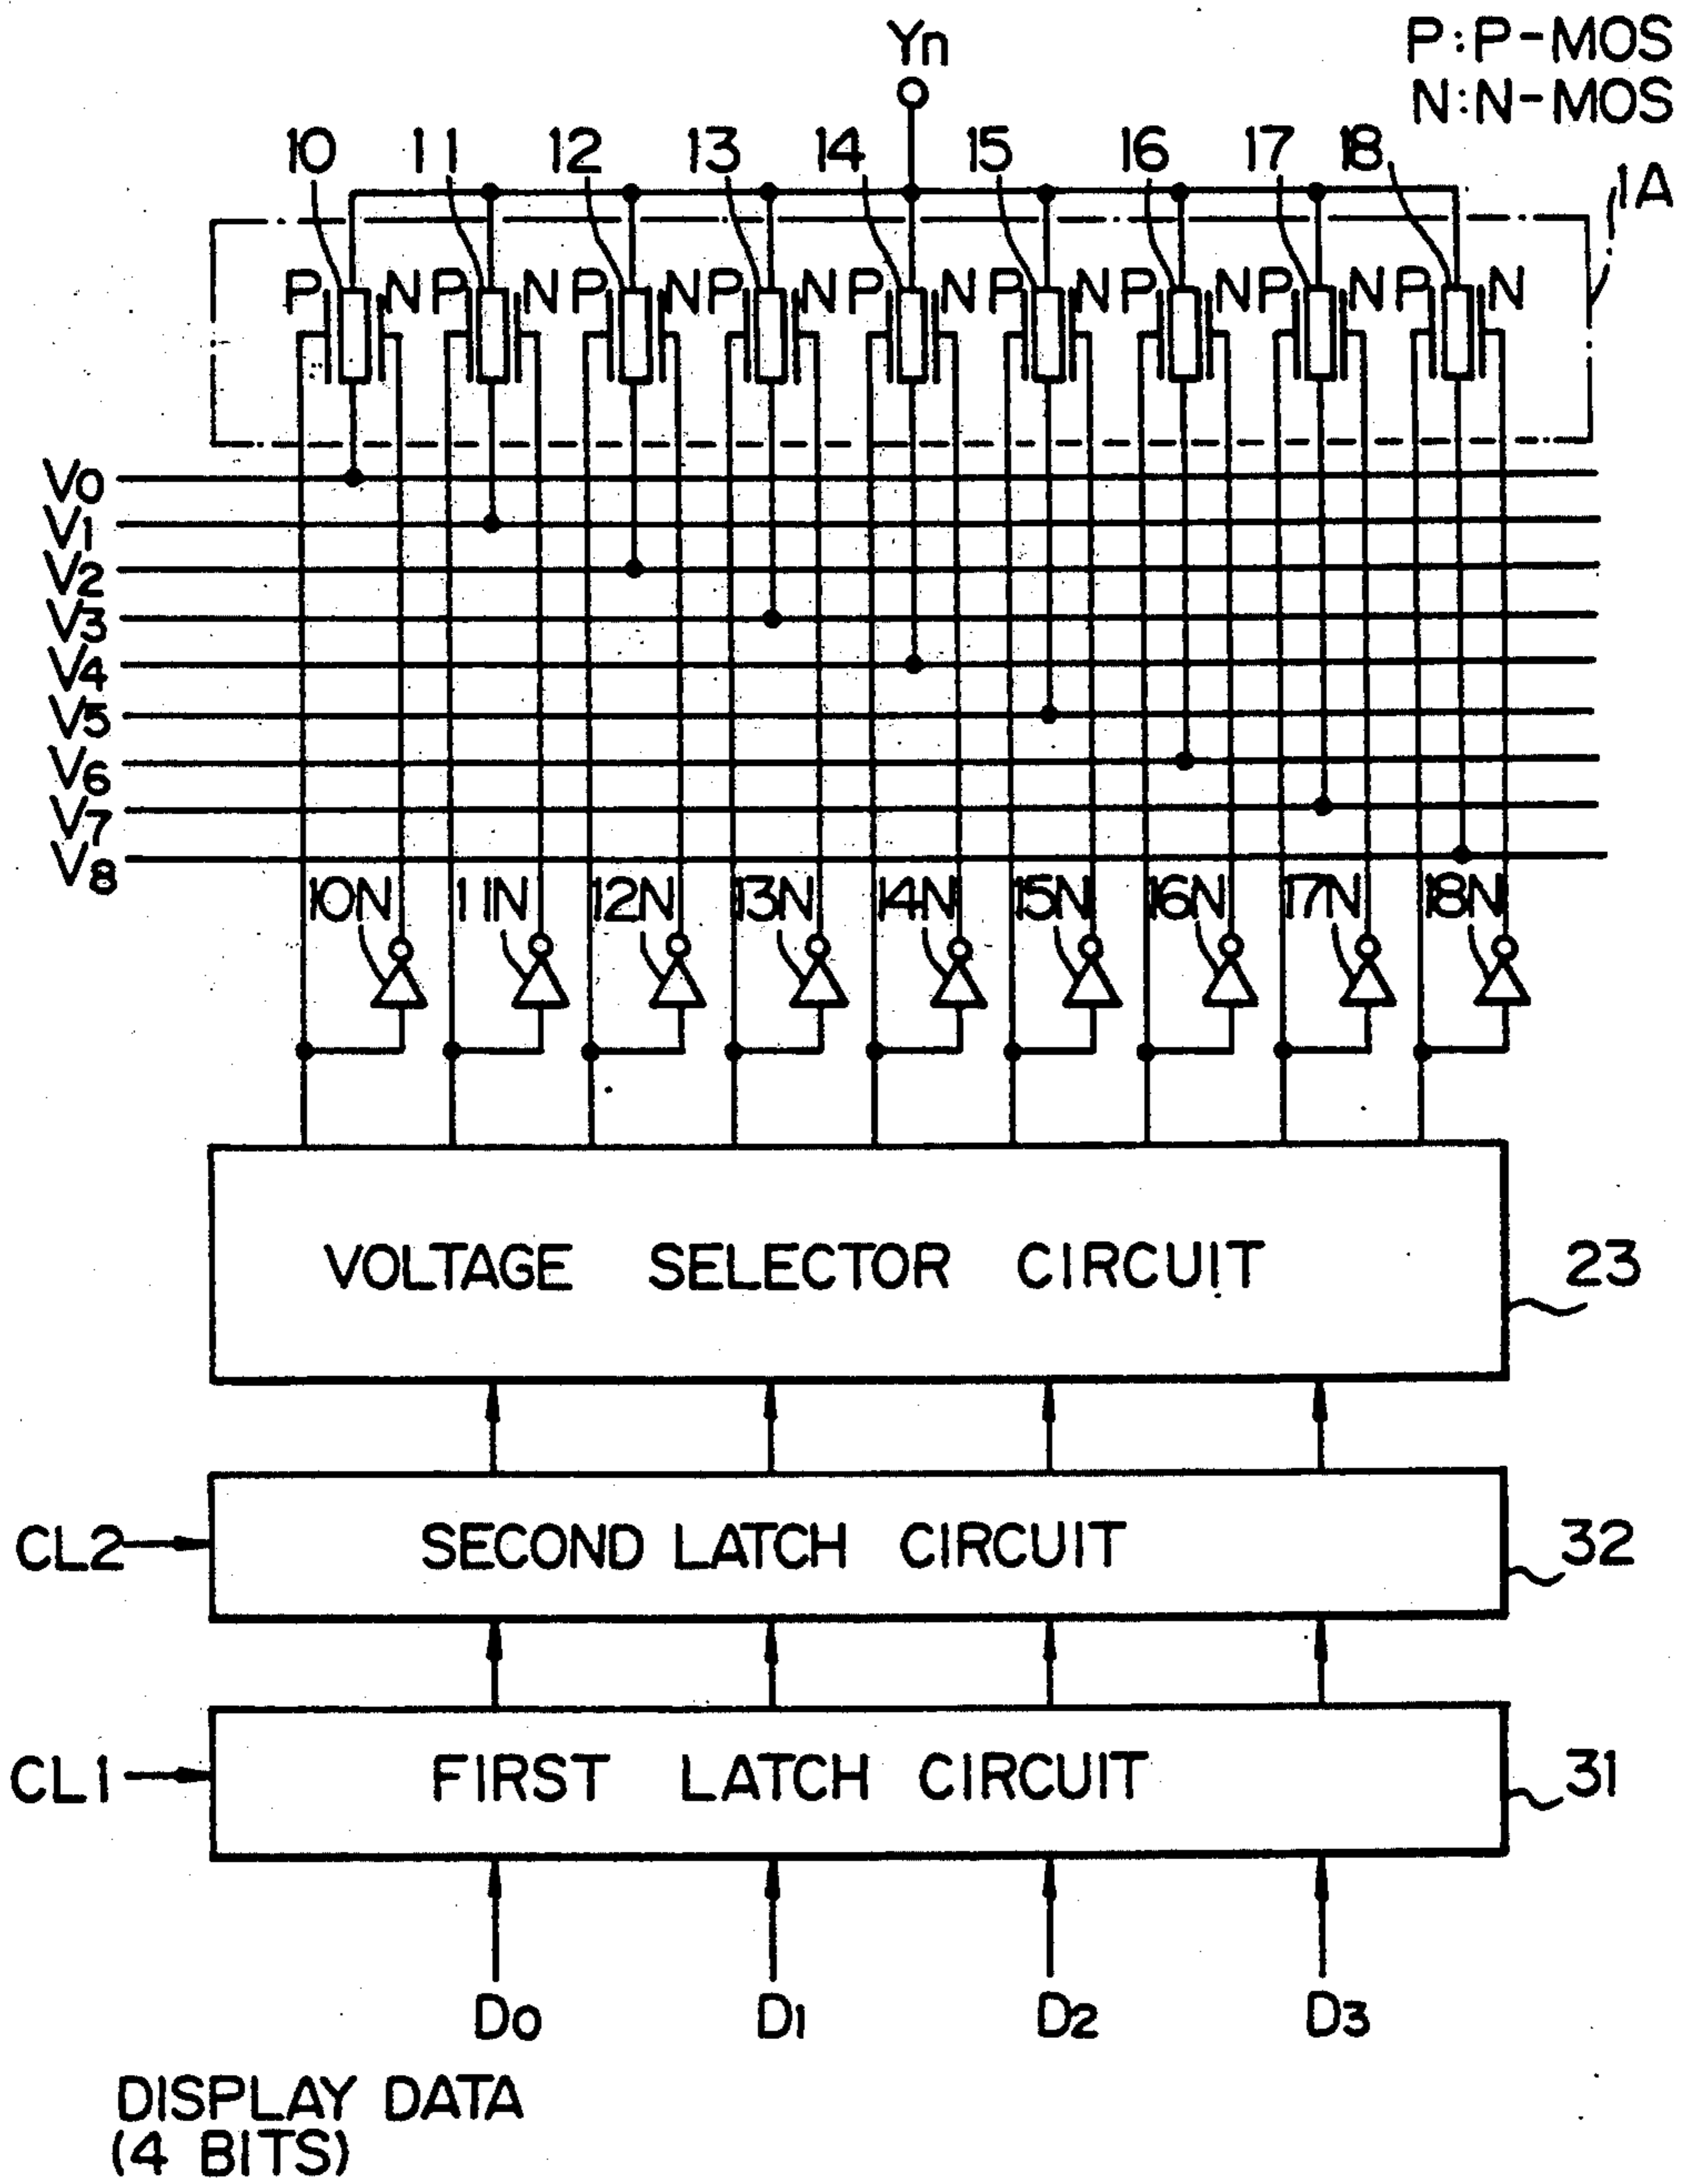 Yn
P:P-MOS
N:N-MOS
10 11 12 13 14 15 16 17 18
1A
P N P N P N P N P N P N P N P N P N
V0
V1
V2
V3
V4
V5
V6
V7
V8
10N 11N 12N 13N 14N 15N 16N 17N 18N
VOLTAGE SELECTOR CIRCUIT
23
CL2
SECOND LATCH CIRCUIT
32
CL1
FIRST LATCH CIRCUIT
31
D0 D1 D2 D3
DISPLAY DATA
(4 BITS)